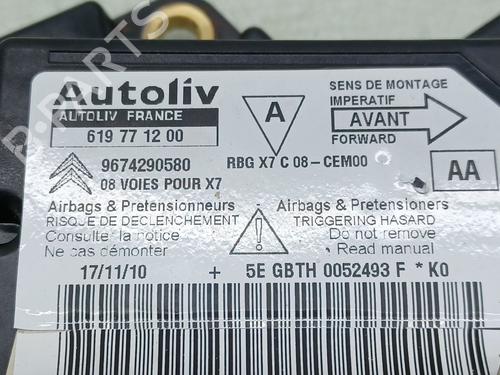 Autoliv
AUTOLIV FRANCE
619 77 12 00
9674290580
08 VOIES POUR X7
A
RBG X7 C 08-CEM00
SENS DE MONTAGE
IMPERATIF
AVANT
FORWARD
AA
Airbags & Pretensionneurs
RISQUE DE DECLENCHEMENT
Consulter la notice
Ne pas démonter
! Airbags & Pretensioners
TRIGGERING HASARD
Do not remove
Read manual
17/11/10 + 5E GBTH 0052493 F * K0